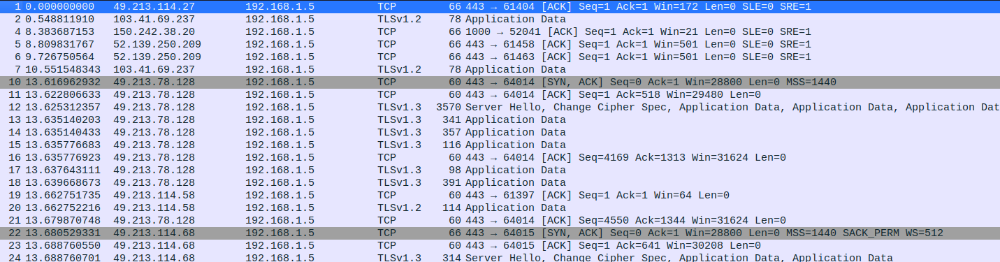 1 0.000000000 49.213.114.27 192.168.1.5 TCP 66 443 → 61404 [ACK] Seq=1 Ack=1 Win=172 Len=0 SLE=0 SRE=1
2 0.548811910 103.41.69.237 192.168.1.5 TLSv1.2 78 Application Data
4 8.383687153 150.242.38.20 192.168.1.5 TCP 66 1000 → 52041 [ACK] Seq=1 Ack=1 Win=21 Len=0 SLE=0 SRE=1
5 8.809831767 52.139.250.209 192.168.1.5 TCP 66 443 → 61458 [ACK] Seq=1 Ack=1 Win=501 Len=0 SLE=0 SRE=1
6 9.726750564 52.139.250.209 192.168.1.5 TCP 66 443 → 61463 [ACK] Seq=1 Ack=1 Win=501 Len=0 SLE=0 SRE=1
7 10.551548343 103.41.69.237 192.168.1.5 TLSv1.2 78 Application Data
10 13.616962932 49.213.78.128 192.168.1.5 TCP 60 443 → 64014 [SYN, ACK] Seq=0 Ack=1 Win=28800 Len=0 MSS=1440
11 13.622806633 49.213.78.128 192.168.1.5 TCP 60 443 → 64014 [ACK] Seq=1 Ack=518 Win=29480 Len=0
12 13.625312357 49.213.78.128 192.168.1.5 TLSv1.3 3570 Server Hello, Change Cipher Spec, Application Data, Application Data, Application Dat
13 13.635140203 49.213.78.128 192.168.1.5 TLSv1.3 341 Application Data
14 13.635140433 49.213.78.128 192.168.1.5 TLSv1.3 357 Application Data
15 13.635776683 49.213.78.128 192.168.1.5 TLSv1.3 116 Application Data
16 13.635776923 49.213.78.128 192.168.1.5 TCP 60 443 → 64014 [ACK] Seq=4169 Ack=1313 Win=31624 Len=0
17 13.637643111 49.213.78.128 192.168.1.5 TLSv1.3 98 Application Data
18 13.639668673 49.213.78.128 192.168.1.5 TLSv1.3 391 Application Data
19 13.662751735 49.213.114.58 192.168.1.5 TCP 60 443 → 61397 [ACK] Seq=1 Ack=1 Win=64 Len=0
20 13.662752216 49.213.114.58 192.168.1.5 TLSv1.2 114 Application Data
21 13.679870748 49.213.78.128 192.168.1.5 TCP 60 443 → 64014 [ACK] Seq=4550 Ack=1344 Win=31624 Len=0
22 13.680529331 49.213.114.68 192.168.1.5 TCP 66 443 → 64015 [SYN, ACK] Seq=0 Ack=1 Win=28800 Len=0 MSS=1440 SACK_PERM WS=512
23 13.688760550 49.213.114.68 192.168.1.5 TCP 60 443 → 64015 [ACK] Seq=1 Ack=641 Win=30208 Len=0
24 13.688760701 49.213.114.68 192.168.1.5 TLSv1.3 314 Server Hello, Change Cipher Spec, Application Data, Application Data